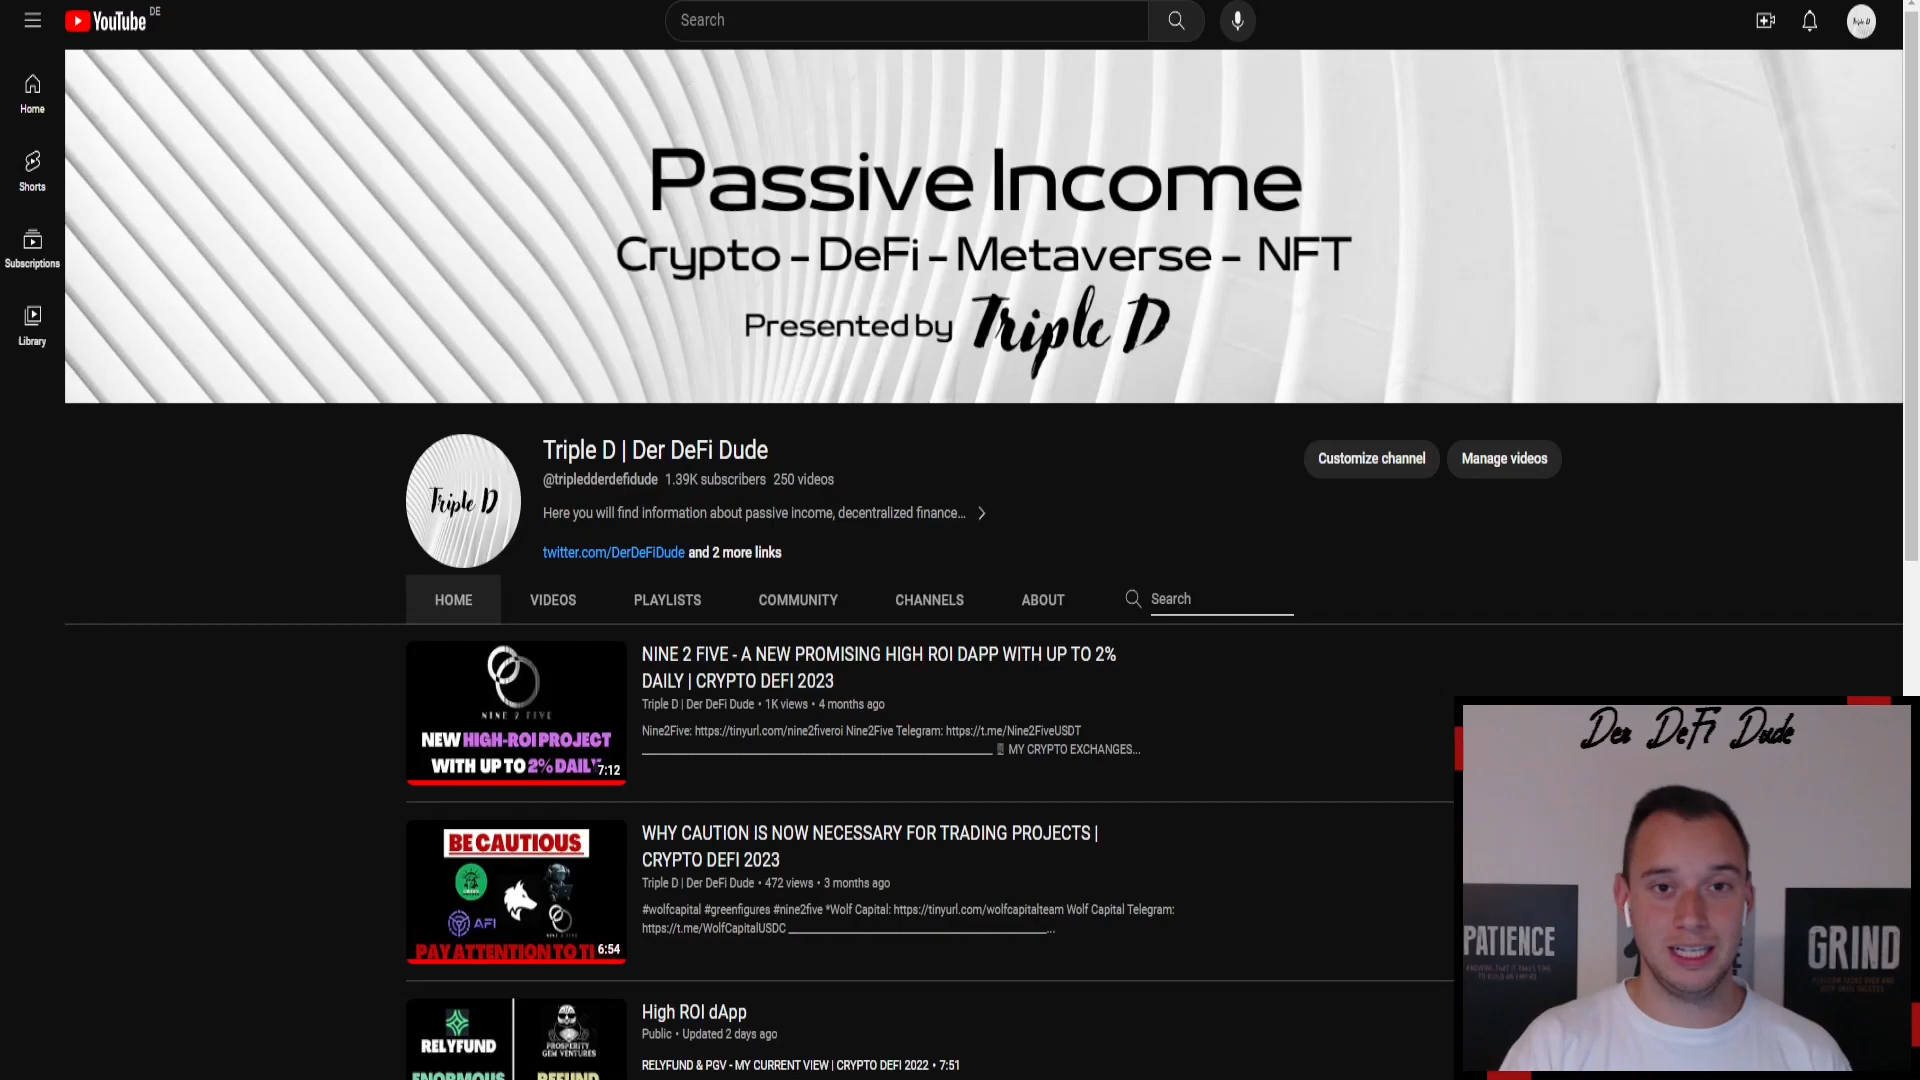 YouTube DE
Search
Home
Shorts
Subscriptions
Library
Passive Income
Crypto - DeFi - Metaverse - NFT
Presented by Triple D
Triple D
Triple D | Der DeFi Dude
@tripledderdefidude 1.39K subscribers 250 videos
Here you will find information about passive income, decentralized finance...
twitter.com/DerDeFiDude and 2 more links
Customize channel
Manage videos
HOME VIDEOS PLAYLISTS COMMUNITY CHANNELS ABOUT Search
NINE 2 FIVE
NEW HIGH-ROI PROJECT
WITH UP TO 2% DAILY
7:12
NINE 2 FIVE - A NEW PROMISING HIGH ROI DAPP WITH UP TO 2%
DAILY | CRYPTO DEFI 2023
Triple D | Der DeFi Dude • 1K views • 4 months ago
Nine2Five: https://tinyurl.com/nine2fiveroi Nine2Five Telegram: https://t.me/Nine2FiveUSDT
MY CRYPTO EXCHANGES...
BE CAUTIOUS
AFI
PAY ATTENTION TO TI
6:54
WHY CAUTION IS NOW NECESSARY FOR TRADING PROJECTS |
CRYPTO DEFI 2023
Triple D | Der DeFi Dude • 472 views • 3 months ago
#wolfcapital #greenfigures #nine2five *Wolf Capital: https://tinyurl.com/wolfcapitalteam Wolf Capital Telegram:
https://t.me/WolfCapitalUSDC ...
RELYFUND
PROSPERITY
GEM VENTURES
ENORMOUS
REFUND
High ROI dApp
Public • Updated 2 days ago
RELYFUND & PGV - MY CURRENT VIEW | CRYPTO DEFI 2022 • 7:51
Der DeFi Dude
PATIENCE
GRIND